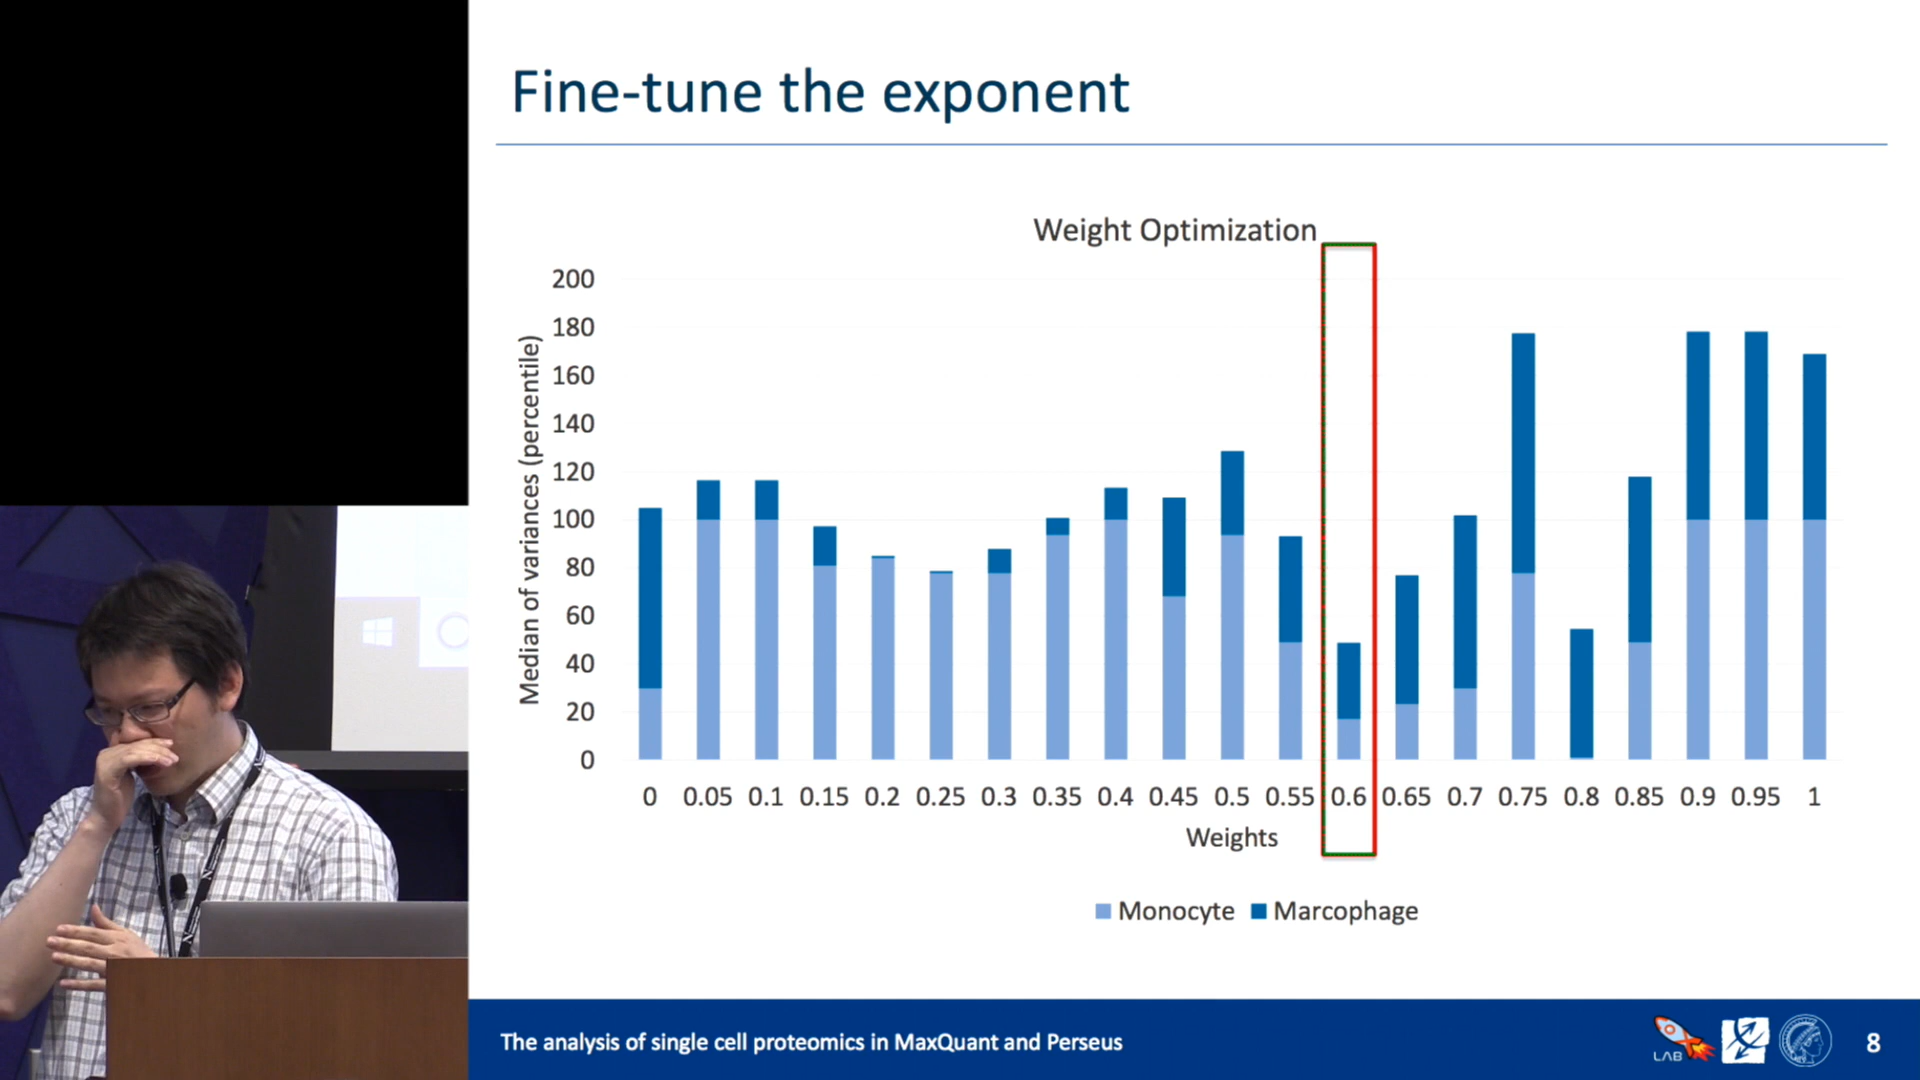 Fine-tune the exponent
Weight Optimization
200
180
160
140
120
100
80
60
40
20
0
Median of variances (percentile)
0 0.05 0.1 0.15 0.2 0.25 0.3 0.35 0.4 0.45 0.5 0.55 0.6 0.65 0.7 0.75 0.8 0.85 0.9 0.95 1
Weights
Monocyte Marcophage
The analysis of single cell proteomics in MaxQuant and Perseus
LAB
8